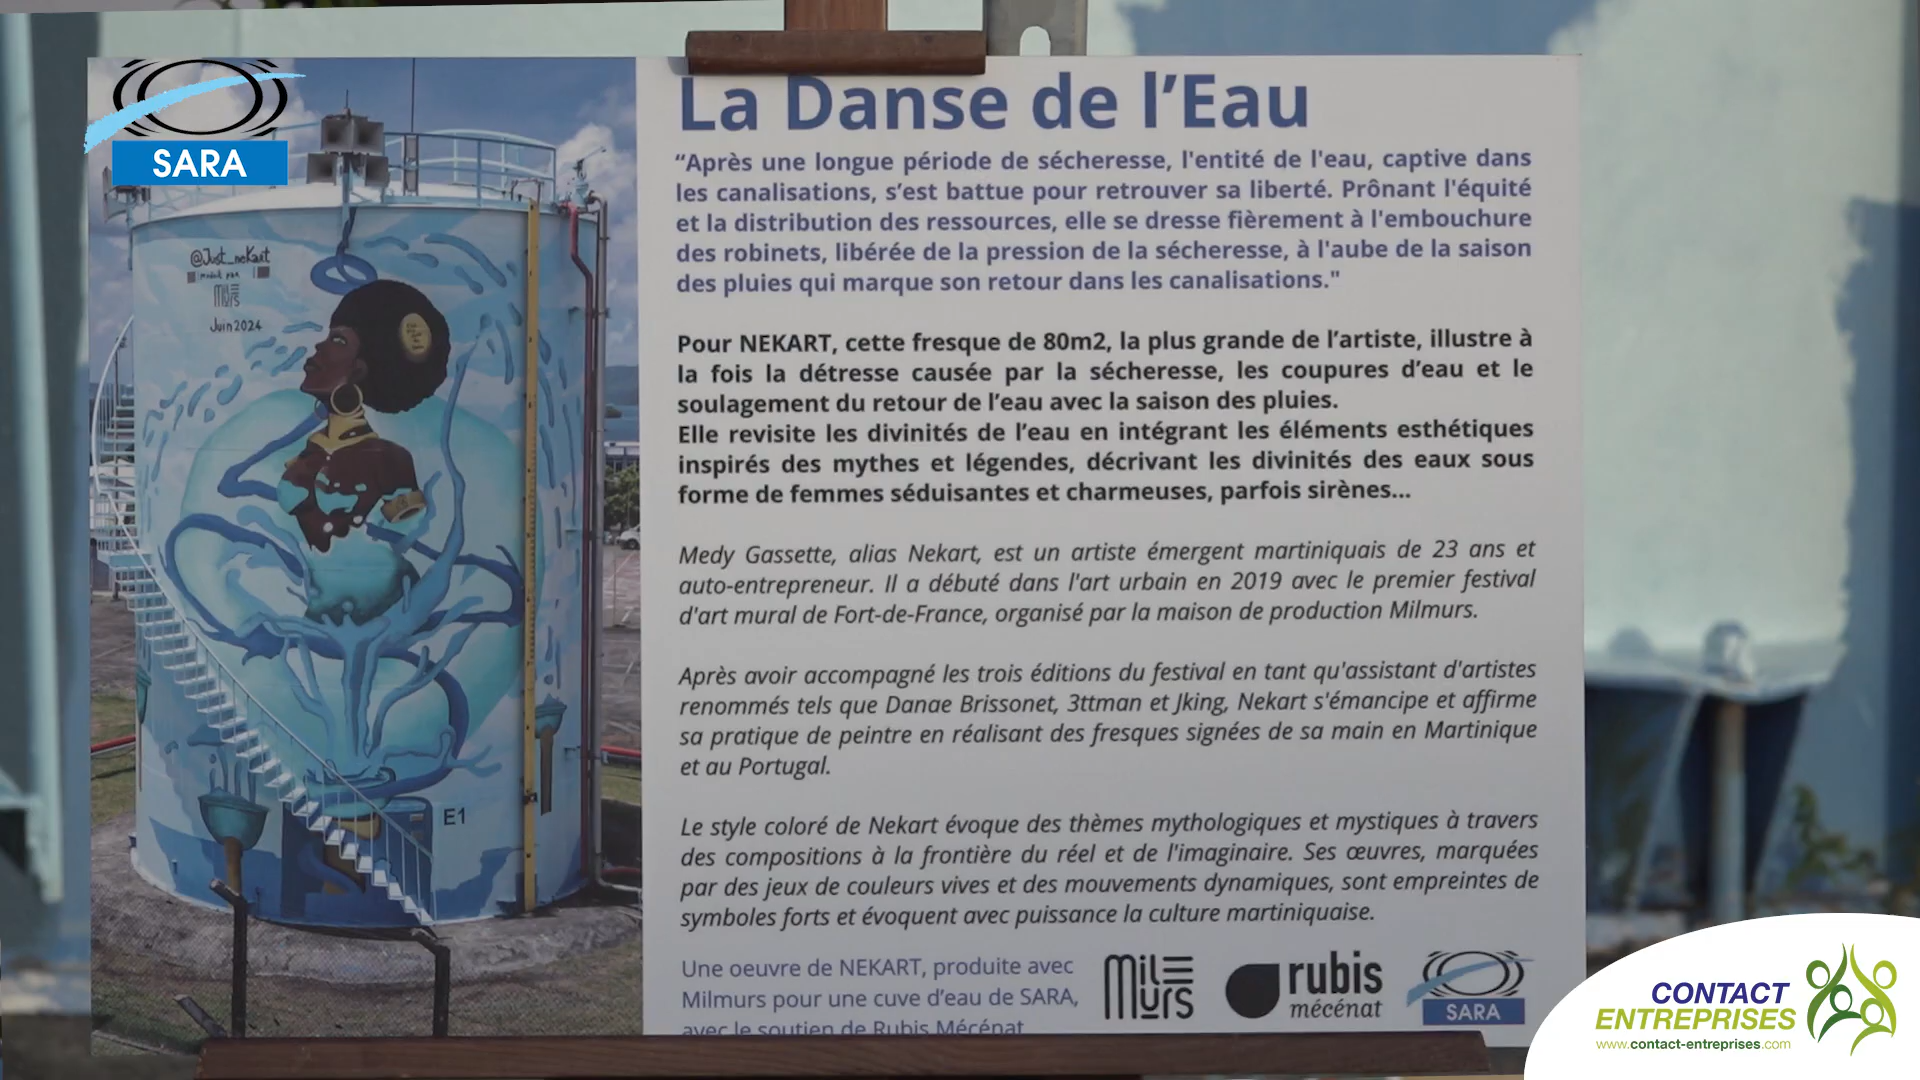 SARA
@Just_neKart
produit par
MiL
MURS
Juin 2024
E1
La Danse de l’Eau
“Après une longue période de sécheresse, l'entité de l'eau, captive dans
les canalisations, s’est battue pour retrouver sa liberté. Prônant l'équité
et la distribution des ressources, elle se dresse fièrement à l'embouchure
des robinets, libérée de la pression de la sécheresse, à l'aube de la saison
des pluies qui marque son retour dans les canalisations."
Pour NEKART, cette fresque de 80m2, la plus grande de l’artiste, illustre à
la fois la détresse causée par la sécheresse, les coupures d’eau et le
soulagement du retour de l’eau avec la saison des pluies.
Elle revisite les divinités de l’eau en intégrant les éléments esthétiques
inspirés des mythes et légendes, décrivant les divinités des eaux sous
forme de femmes séduisantes et charmeuses, parfois sirènes...
Medy Gassette, alias Nekart, est un artiste émergent martiniquais de 23 ans et
auto-entrepreneur. Il a débuté dans l'art urbain en 2019 avec le premier festival
d'art mural de Fort-de-France, organisé par la maison de production Milmurs.
Après avoir accompagné les trois éditions du festival en tant qu'assistant d'artistes
renommés tels que Danae Brissonet, 3ttman et Jking, Nekart s'émancipe et affirme
sa pratique de peintre en réalisant des fresques signées de sa main en Martinique
et au Portugal.
Le style coloré de Nekart évoque des thèmes mythologiques et mystiques à travers
des compositions à la frontière du réel et de l'imaginaire. Ses œuvres, marquées
par des jeux de couleurs vives et des mouvements dynamiques, sont empreintes de
symboles forts et évoquent avec puissance la culture martiniquaise.
Une oeuvre de NEKART, produite avec
Milmurs pour une cuve d’eau de SARA,
avec le soutien de Rubis Mécénat
MiLE
MURS
rubis
mécénat
SARA
CONTACT
ENTREPRISES
www.contact-entreprises.com